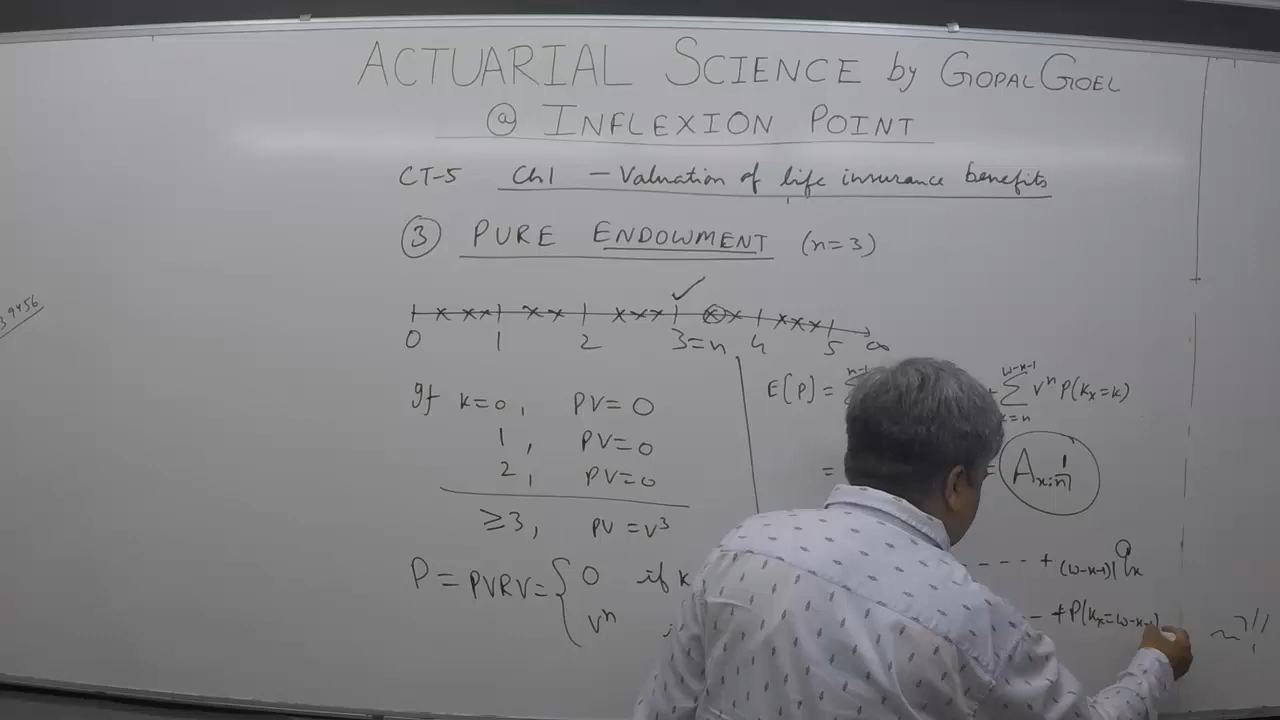 ACTUARIAL SCIENCE by GOPAL GOEL
@ INFLEXION POINT
CT-5 Ch1 – Valuation of life insurance benefits
③ PURE ENDOWMENT (n=3)
0 1 2 3=n 4 5 ∞
If K=0, PV=0
1, PV=0
2, PV=0
≥3, PV=v³
P = PVRV = { 0 if K
vⁿ
E[P] = Σ n-1
ω-x-1 Σ k=n vⁿ P(Kₓ=k)
= = A x:n̅| 1
---- + (ω-x-1)|qₓ
+P(Kₓ=ω-x-1)